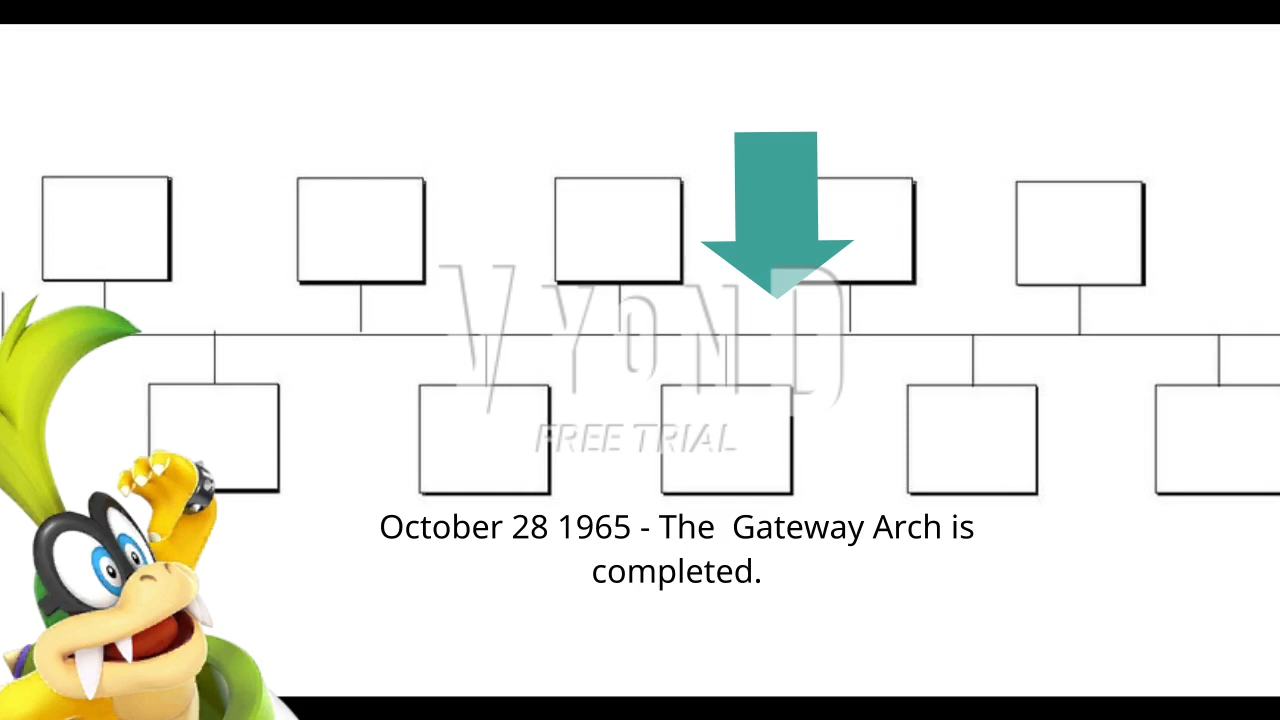 VYOND
FREE TRIAL
October 28 1965 - The  Gateway Arch is
completed.